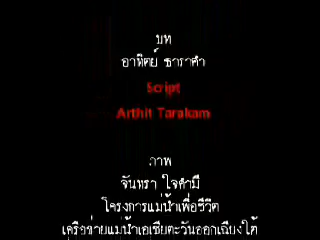 บท
อาทิตย์ ธาราคำ
Script
Arthit Tarakam
ภาพ
จันทรา ใจคำมี
โครงการแม่น้ำเพื่อชีวิต
เครือข่ายแม่น้ำเอเชียตะวันออกเฉียงใต้